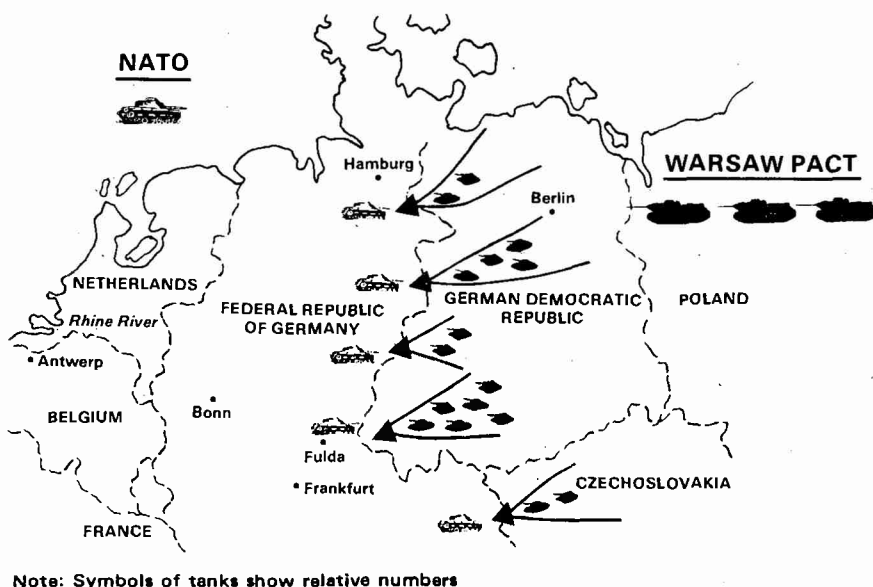 NATO
WARSAW PACT
Hamburg
Berlin
NETHERLANDS
Rhine River
FEDERAL REPUBLIC
OF GERMANY
GERMAN DEMOCRATIC
REPUBLIC
POLAND
Antwerp
BELGIUM
Bonn
Fulda
Frankfurt
CZECHOSLOVAKIA
FRANCE
Note: Symbols of tanks show relative numbers